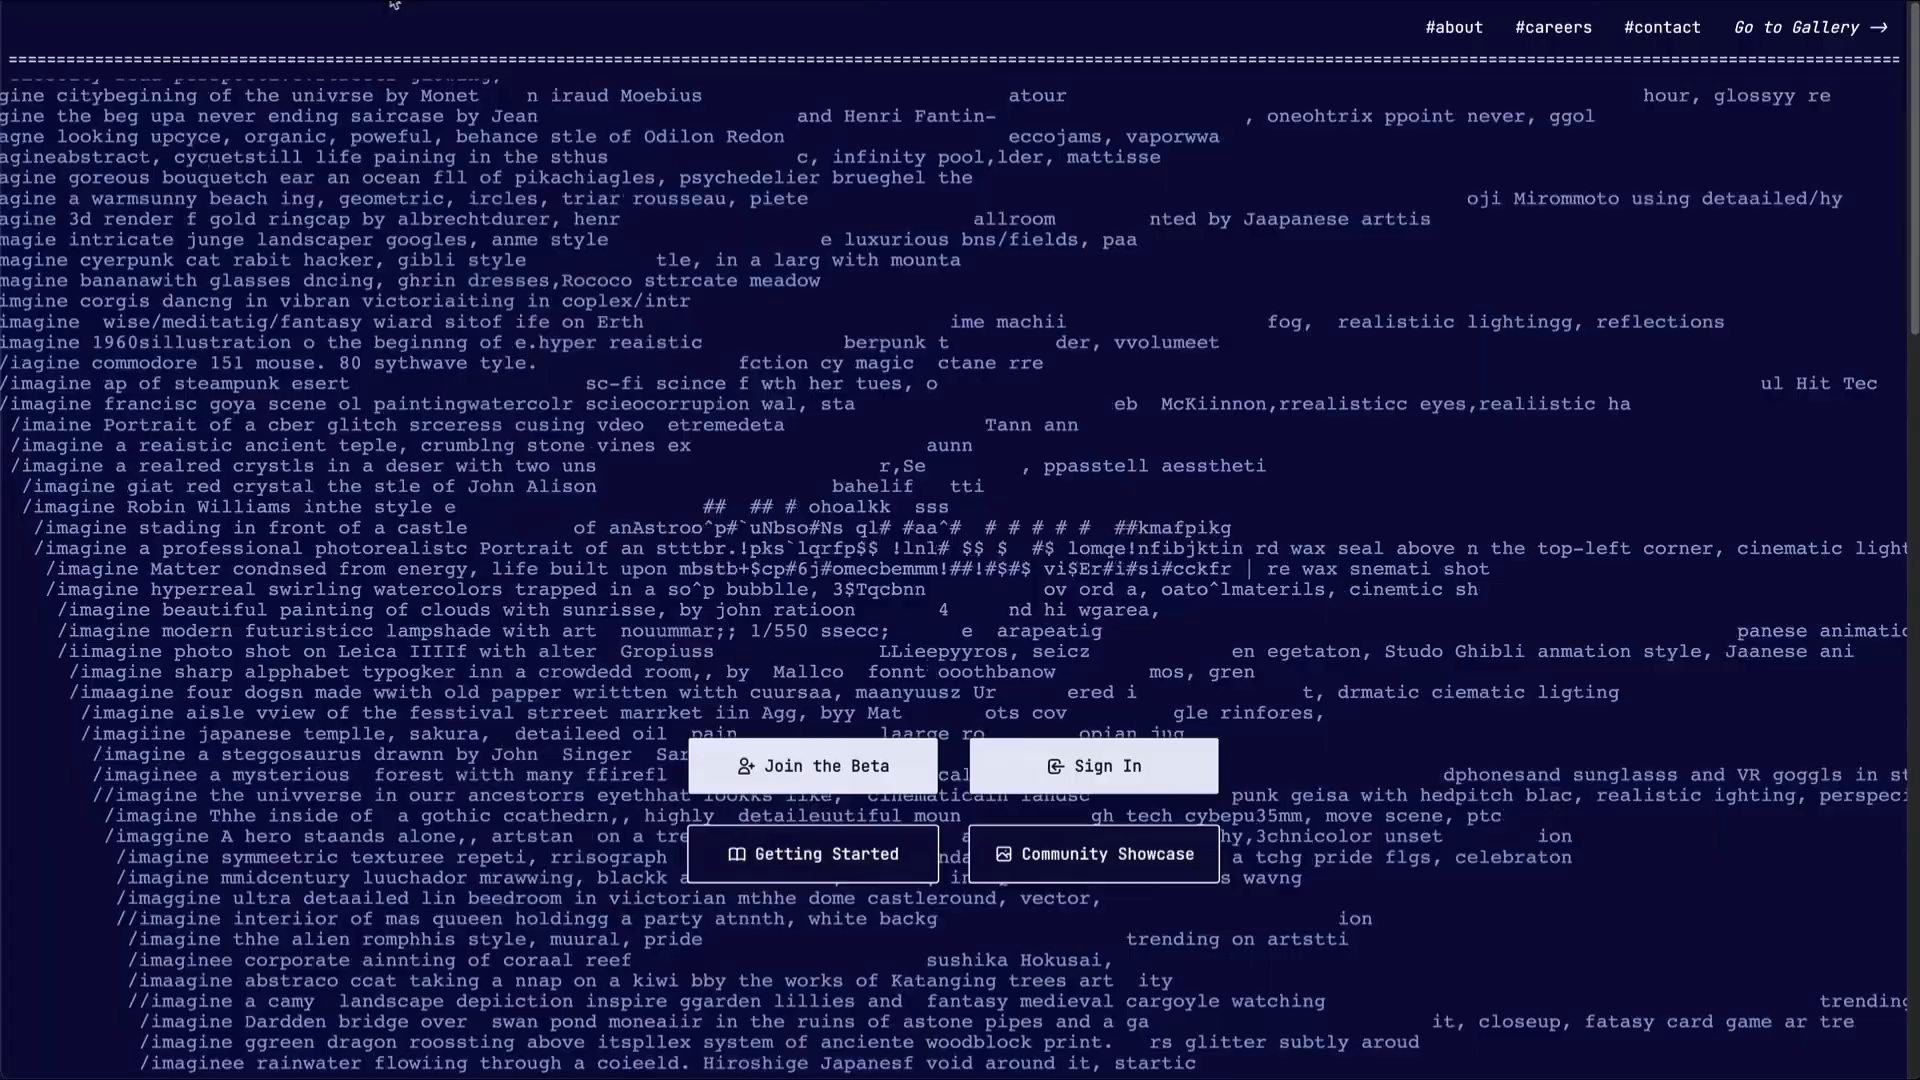 #about #careers #contact Go to Gallery →
gine citybegining of the univrse by Monet n iraud Moebius atour hour, glossyy re
gine the beg upa never ending saircase by Jean and Henri Fantin- , oneohtrix ppoint never, ggol
agne looking upcyce, organic, poweful, behance stle of Odilon Redon eccojams, vaporwwa
agineabstract, cycuetstill life paining in the sthus c, infinity pool,lder, mattisse
agine goreous bouquetch ear an ocean fll of pikachiagles, psychedelier brueghel the
agine a warmsunny beach ing, geometric, ircles, triar rousseau, piete oji Mirommoto using detaailed/hy
agine 3d render f gold ringcap by albrechtdurer, henr allroom nted by Jaapanese arttis
magie intricate junge landscaper googles, anme style e luxurious bns/fields, paa
magine cyerpunk cat rabit hacker, gibli style tle, in a larg with mounta
magine bananawith glasses dncing, ghrin dresses,Rococo sttrcate meadow
imgine corgis dancng in vibran victoriaiting in coplex/intr
imagine wise/meditatig/fantasy wiard sitof ife on Erth ime machii fog, realistiic lightingg, reflections
imagine 1960sillustration o the beginnng of e.hyper reaistic berpunk t der, vvolumeet
/iagine commodore 151 mouse. 80 sythwave tyle. fction cy magic ctane rre
/imagine ap of steampunk esert sc-fi scince f wth her tues, o ul Hit Tec
/imagine francisc goya scene ol paintingwatercolr scieocorrupion wal, sta eb McKiinnon,rrealisticc eyes,realiistic ha
/imaine Portrait of a cber glitch srceress cusing vdeo etremedeta Tann ann
/imagine a reaistic ancient teple, crumblng stone vines ex aunn
/imagine a realred crystls in a deser with two uns r,Se , ppasstell aesstheti
/imagine giat red crystal the stle of John Alison bahelif tti
/imagine Robin Williams inthe style e ## ## # ohoalkk sss
/imagine stading in front of a castle of anAstroo^p#`uNbso#Ns ql# #aa^# # # # # # ##kmafpikg
/imagine a professional photorealistc Portrait of an stttbr.!pks`lqrfp$$ !lnl# $$ $ #$ lomqe!nfibjktin rd wax seal above n the top-left corner, cinematic light
/imagine Matter condnsed from energy, life built upon mbstb+$cp#6j#omecbemmm!##!#$#$ vi$Er#i#si#cckfr | re wax snemati shot
/imagine hyperreal swirling watercolors trapped in a so^p bubblle, 3$Tqcbnn ov ord a, oato^lmaterils, cinemtic sh
/imagine beautiful painting of clouds with sunrisse, by john ratioon 4 nd hi wgarea,
/imagine modern futuristicc lampshade with art nouummar;; 1/550 ssecc; e arapeatig panese animatio
/iimagine photo shot on Leica IIIIf with alter Gropiuss LLieepyyros, seicz en egetaton, Studo Ghibli anmation style, Jaanese ani
/imagine sharp alpphabet typogker inn a crowdedd room,, by Mallco fonnt ooothbanow mos, gren
/imaagine four dogsn made wwith old papper writtten witth cuursaa, maanyuusz Ur ered i t, drmatic ciematic ligting
/imagine aisle vview of the fesstival strreet marrket iin Agg, byy Mat ots cov gle rinfores,
/imagiine japanese templle, sakura, detaileed oil pain laarge ro opian jug
/imagine a steggosaurus drawnn by John Singer Sar
Join the Beta Sign In
/imaginee a mysterious forest witth many ffirefl cal dphonesand sunglasss and VR goggls in st
//imagine the univverse in ourr ancestorrs eyethhat lookks like, cinematicain landsc punk geisa with hedpitch blac, realistic ighting, perspeci
/imagine Thhe inside of a gothic ccathedrn,, highly detaileuutiful moun gh tech cybepu35mm, move scene, ptc
/imaggine A hero staands alone,, artstan on a tre hy,3chnicolor unset ion
/imagine symmeetric texturee repeti, rrisograph nda a tchg pride flgs, celebraton
Getting Started Community Showcase
/imagine mmidcentury luuchador mrawwing, blackk a in s wavng
/imaggine ulltra detaailed lin beedroom in viictorian mthhe dome castleround, vector,
//imagine interiior of mas quueen holdingg a party atnnth, white backg ion
/imagine thhe alien romphhis style, muural, pride trending on artstti
/imaginee corporate ainnting of coraal reef sushika Hokusai,
/imaagine abstraco ccat taking a nnap on a kiwi bby the works of Katanging trees art ity
//imaagine a camy landscape depiiction inspire ggarden lillies and fantasy medieval cargoyle watching trending
/imagine Dardden bridge over swan pond moneaiir in the ruins of astone pipes and a ga it, closeup, fatasy card game ar tre
/imagine ggreen dragon roossting above itspllex system of anciente woodblock print. rs glitter subtly aroud
/imaginee rainwater flowiing through a coieeld. Hiroshige Japanesf void around it, startic